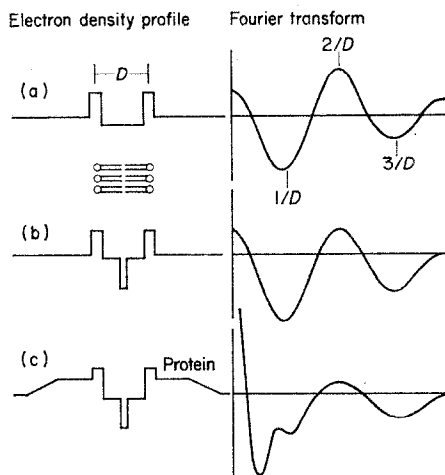 Electron density profile
Fourier transform
D
2/D
(a)
3/D
1/D
(b)
Protein
(c)